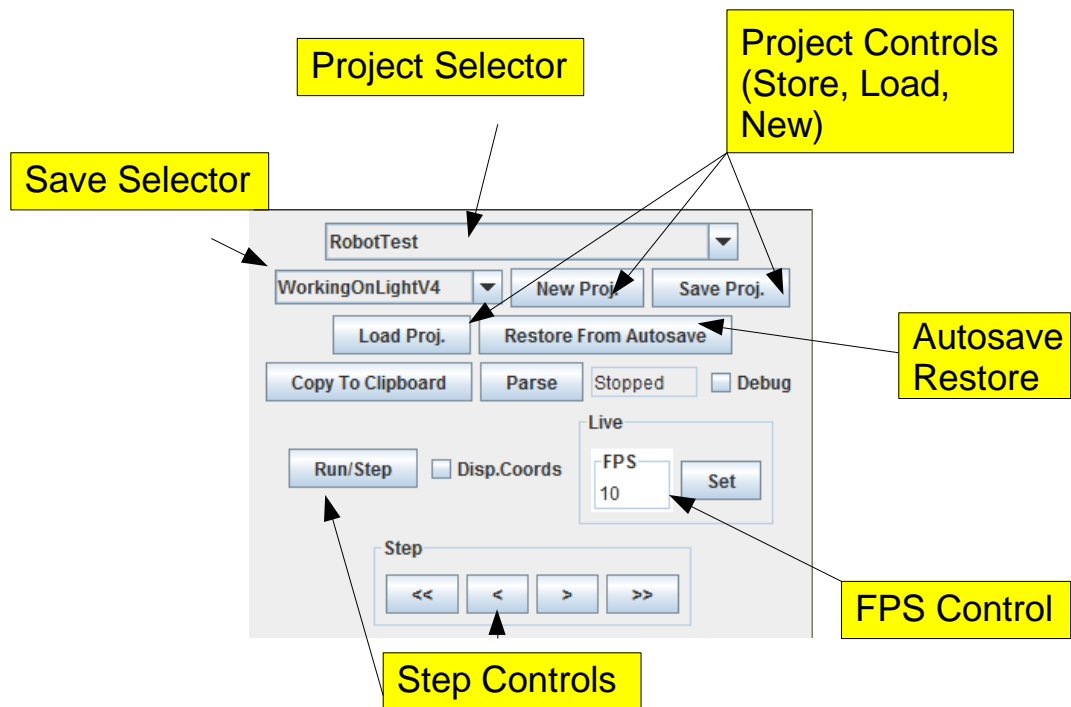 Project Selector
Project Controls
(Store, Load,
New)
Save Selector
RobotTest
WorkingOnLightV4
New Proj.
Save Proj.
Load Proj.
Restore From Autosave
Autosave
Restore
Copy To Clipboard
Parse
Stopped
Debug
Live
Run/Step
Disp.Coords
FPS
10
Set
Step
<<
<
>
>>
FPS Control
Step Controls